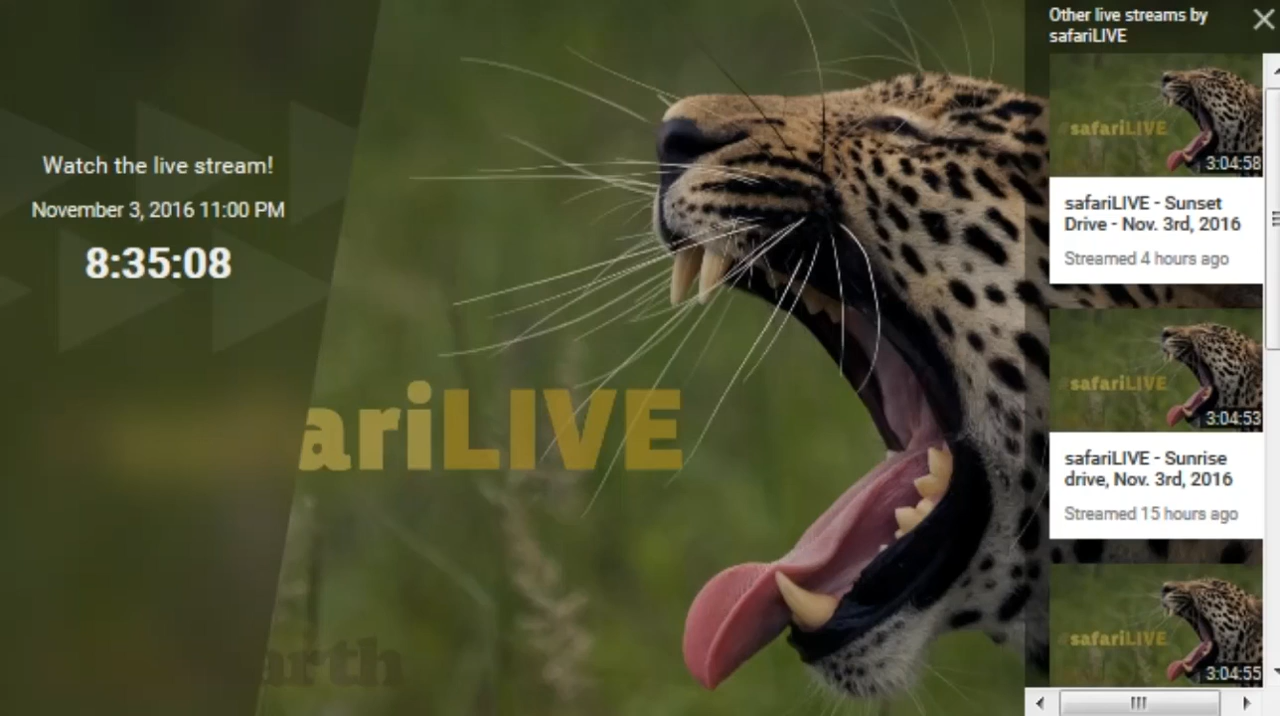 Watch the live stream!
November 3, 2016 11:00 PM
8:35:08
ariLIVE
arth
Other live streams by
safariLIVE
#safariLIVE
3:04:58
safariLIVE - Sunset
Drive - Nov. 3rd, 2016
Streamed 4 hours ago
#safariLIVE
3:04:53
safariLIVE - Sunrise
drive, Nov. 3rd, 2016
Streamed 15 hours ago
#safariLIVE
3:04:55